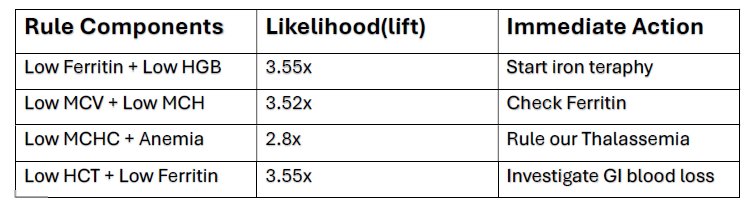 Rule Components Likelihood(lift) Immediate Action
Low Ferritin + Low HGB 3.55x Start iron teraphy
Low MCV + Low MCH 3.52x Check Ferritin
Low MCHC + Anemia 2.8x Rule our Thalassemia
Low HCT + Low Ferritin 3.55x Investigate GI blood loss